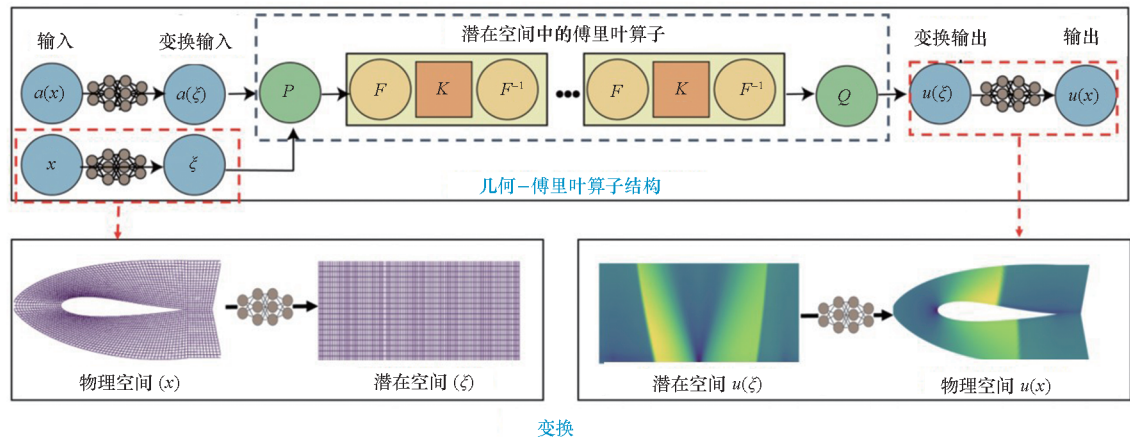 潜在空间中的傅里叶算子
输入 变换输入 变换输出 输出
a(x) a(ξ) P F K F⁻¹ F K F⁻¹ Q u(ξ) u(x)
x ξ
几何-傅里叶算子结构
物理空间 (x) 潜在空间 (ξ) 潜在空间 u(ξ) 物理空间 u(x)
变换